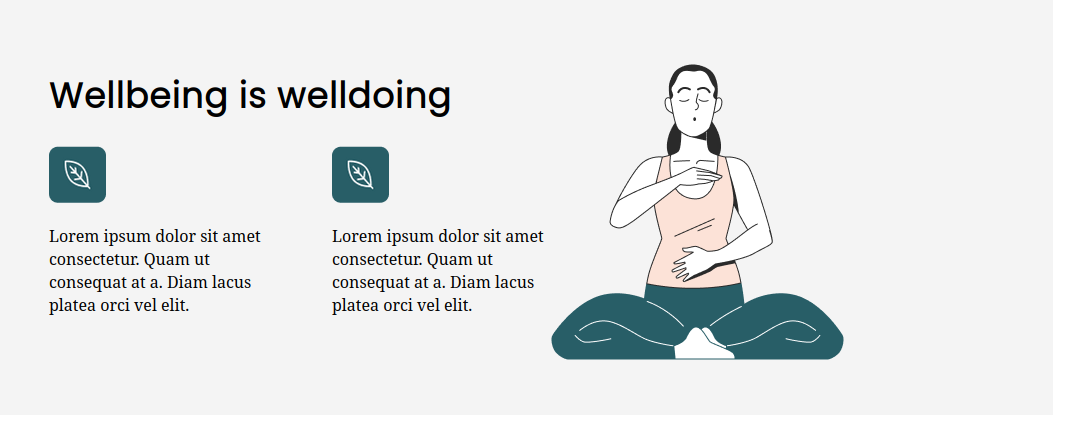 Wellbeing is welldoing
Lorem ipsum dolor sit amet
consectetur. Quam ut
consequat at a. Diam lacus
platea orci vel elit.
Lorem ipsum dolor sit amet
consectetur. Quam ut
consequat at a. Diam lacus
platea orci vel elit.